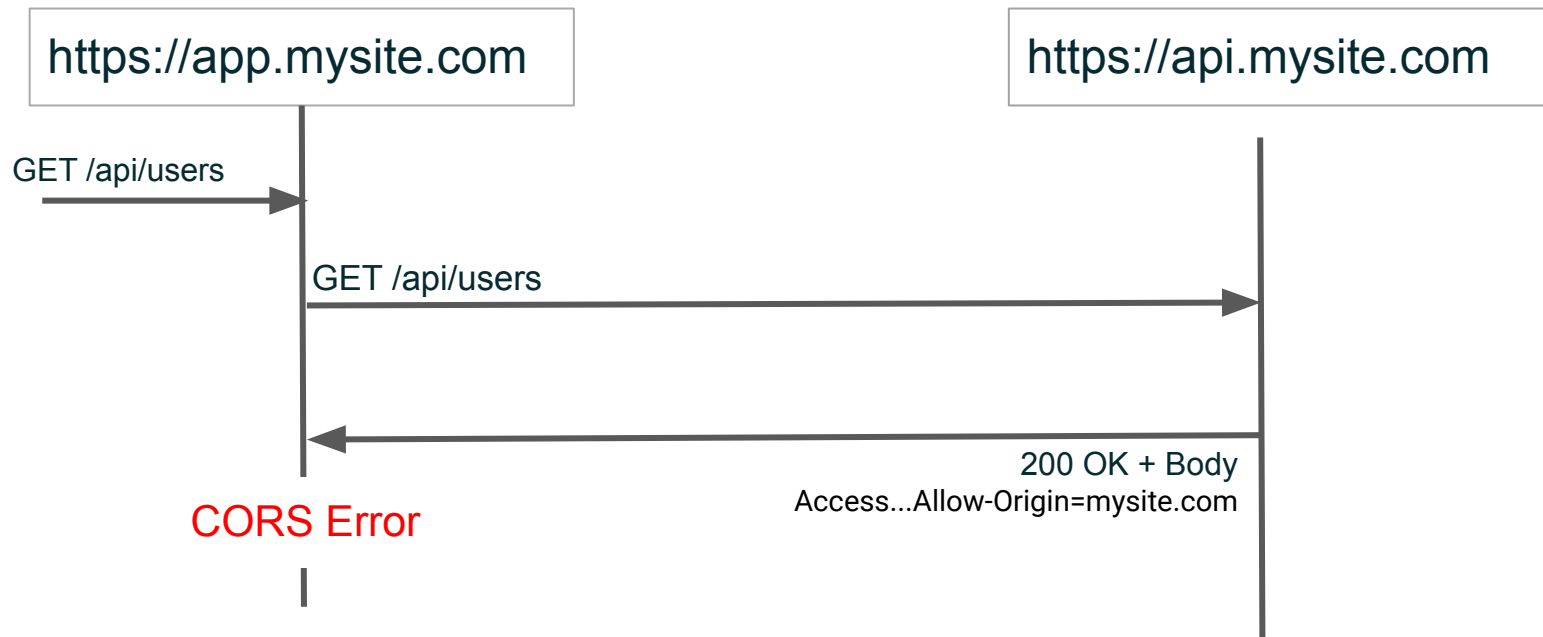 https://app.mysite.com
https://api.mysite.com
GET /api/users
GET /api/users
200 OK + Body
Access...Allow-Origin=mysite.com
CORS Error